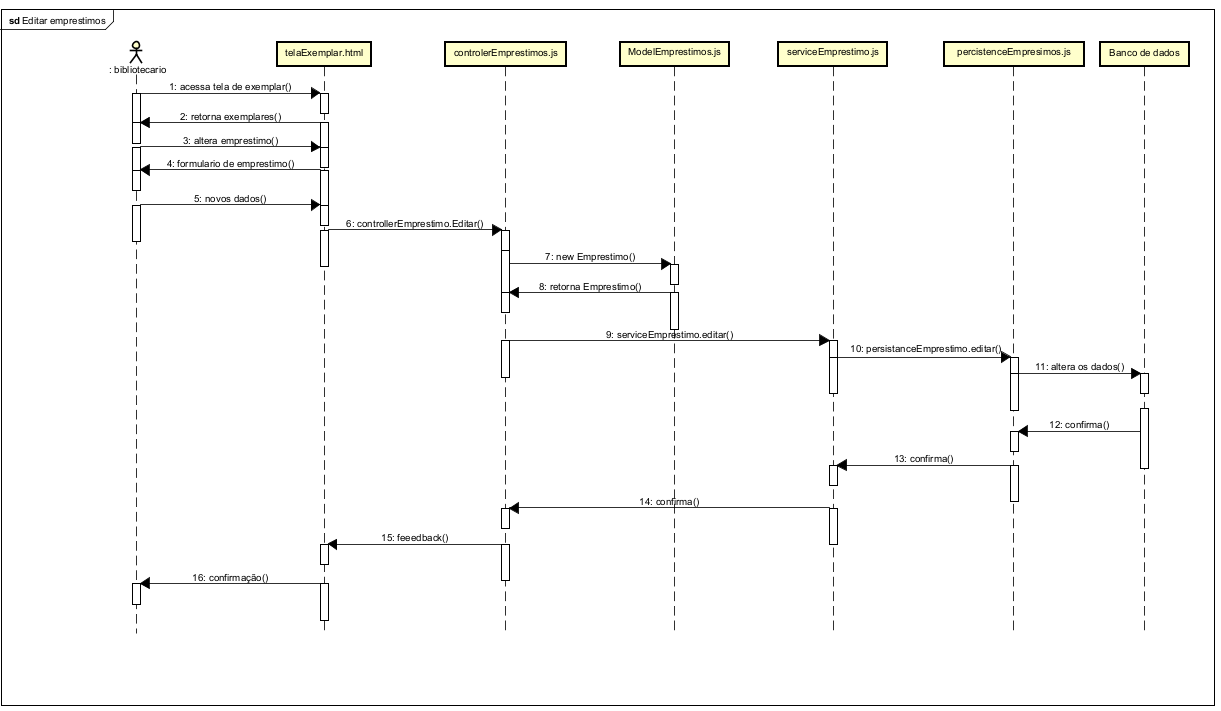 sd Editar emprestimos
: bibliotecario
telaExemplar.html
controlerEmprestimos.js
ModelEmprestimos.js
serviceEmprestimo.js
percistenceEmpresimos.js
Banco de dados
1: acessa tela de exemplar()
2: retorna exemplares()
3: altera emprestimo()
4: formulario de emprestimo()
5: novos dados()
6: controllerEmprestimo.Editar()
7: new Emprestimo()
8: retorna Emprestimo()
9: serviceEmprestimo.editar()
10: persistanceEmprestimo.editar()
11: altera os dados()
12: confirma()
13: confirma()
14: confirma()
15: feeedback()
16: confirmação()